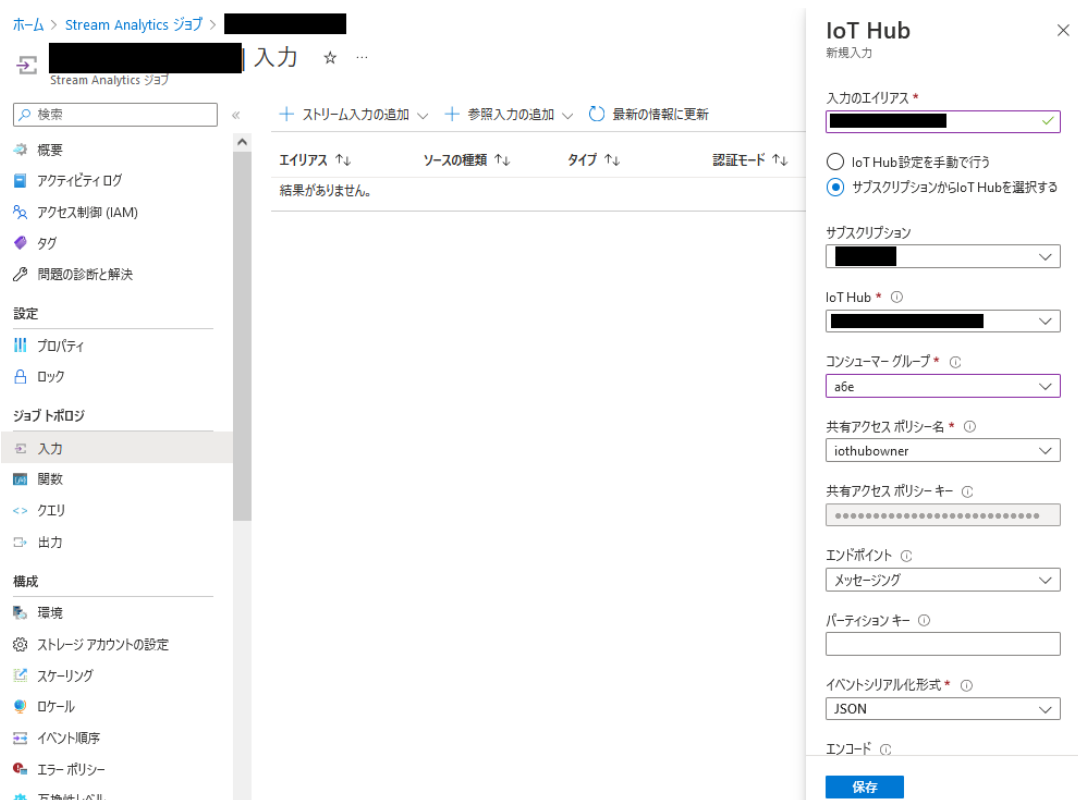 ホーム > Stream Analytics ジョブ >
| 入力 ☆ …
Stream Analytics ジョブ
検索
«
概要
アクティビティ ログ
アクセス制御 (IAM)
タグ
問題の診断と解決
設定
プロパティ
ロック
ジョブ トポロジ
入力
関数
クエリ
出力
構成
環境
ストレージ アカウントの設定
スケーリング
ロケール
イベント順序
エラー ポリシー
互換性レベル
+ ストリーム入力の追加 + 参照入力の追加 最新の情報に更新
エイリアス ↑↓ ソースの種類 ↑↓ タイプ ↑↓ 認証モード ↑↓
結果がありません。
IoT Hub
新規入力
入力のエイリアス *
IoT Hub設定を手動で行う
サブスクリプションからIoT Hubを選択する
サブスクリプション
IoT Hub *
コンシューマー グループ *
a6e
共有アクセス ポリシー名 *
iothubowner
共有アクセス ポリシー キー
•••••••••••••••••••••••••••
エンドポイント
メッセージング
パーティション キー
イベントシリアル化形式 *
JSON
エンコード
保存